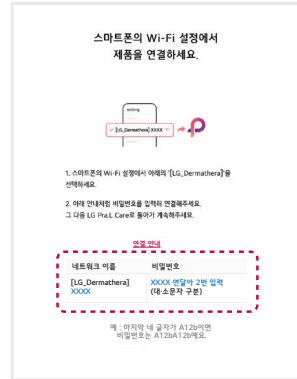 스마트폰의 Wi-Fi 설정에서
제품을 연결하세요.
setting
[LG_Dermathera] XXXX
1. 스마트폰의 Wi-Fi 설정에서 아래의 '[LG_Dermathera]'을
선택하세요.
2. 아래 안내처럼 비밀번호를 입력해 연결해주세요.
그 다음 LG Pra.L Care로 돌아가 계속해주세요.
연결 안내
네트워크 이름 비밀번호
[LG_Dermathera] XXXX 연달아 2번 입력
XXXX (대·소문자 구분)
예 : 마지막 네 글자가 A12b이면
비밀번호는 A12bA12b예요.